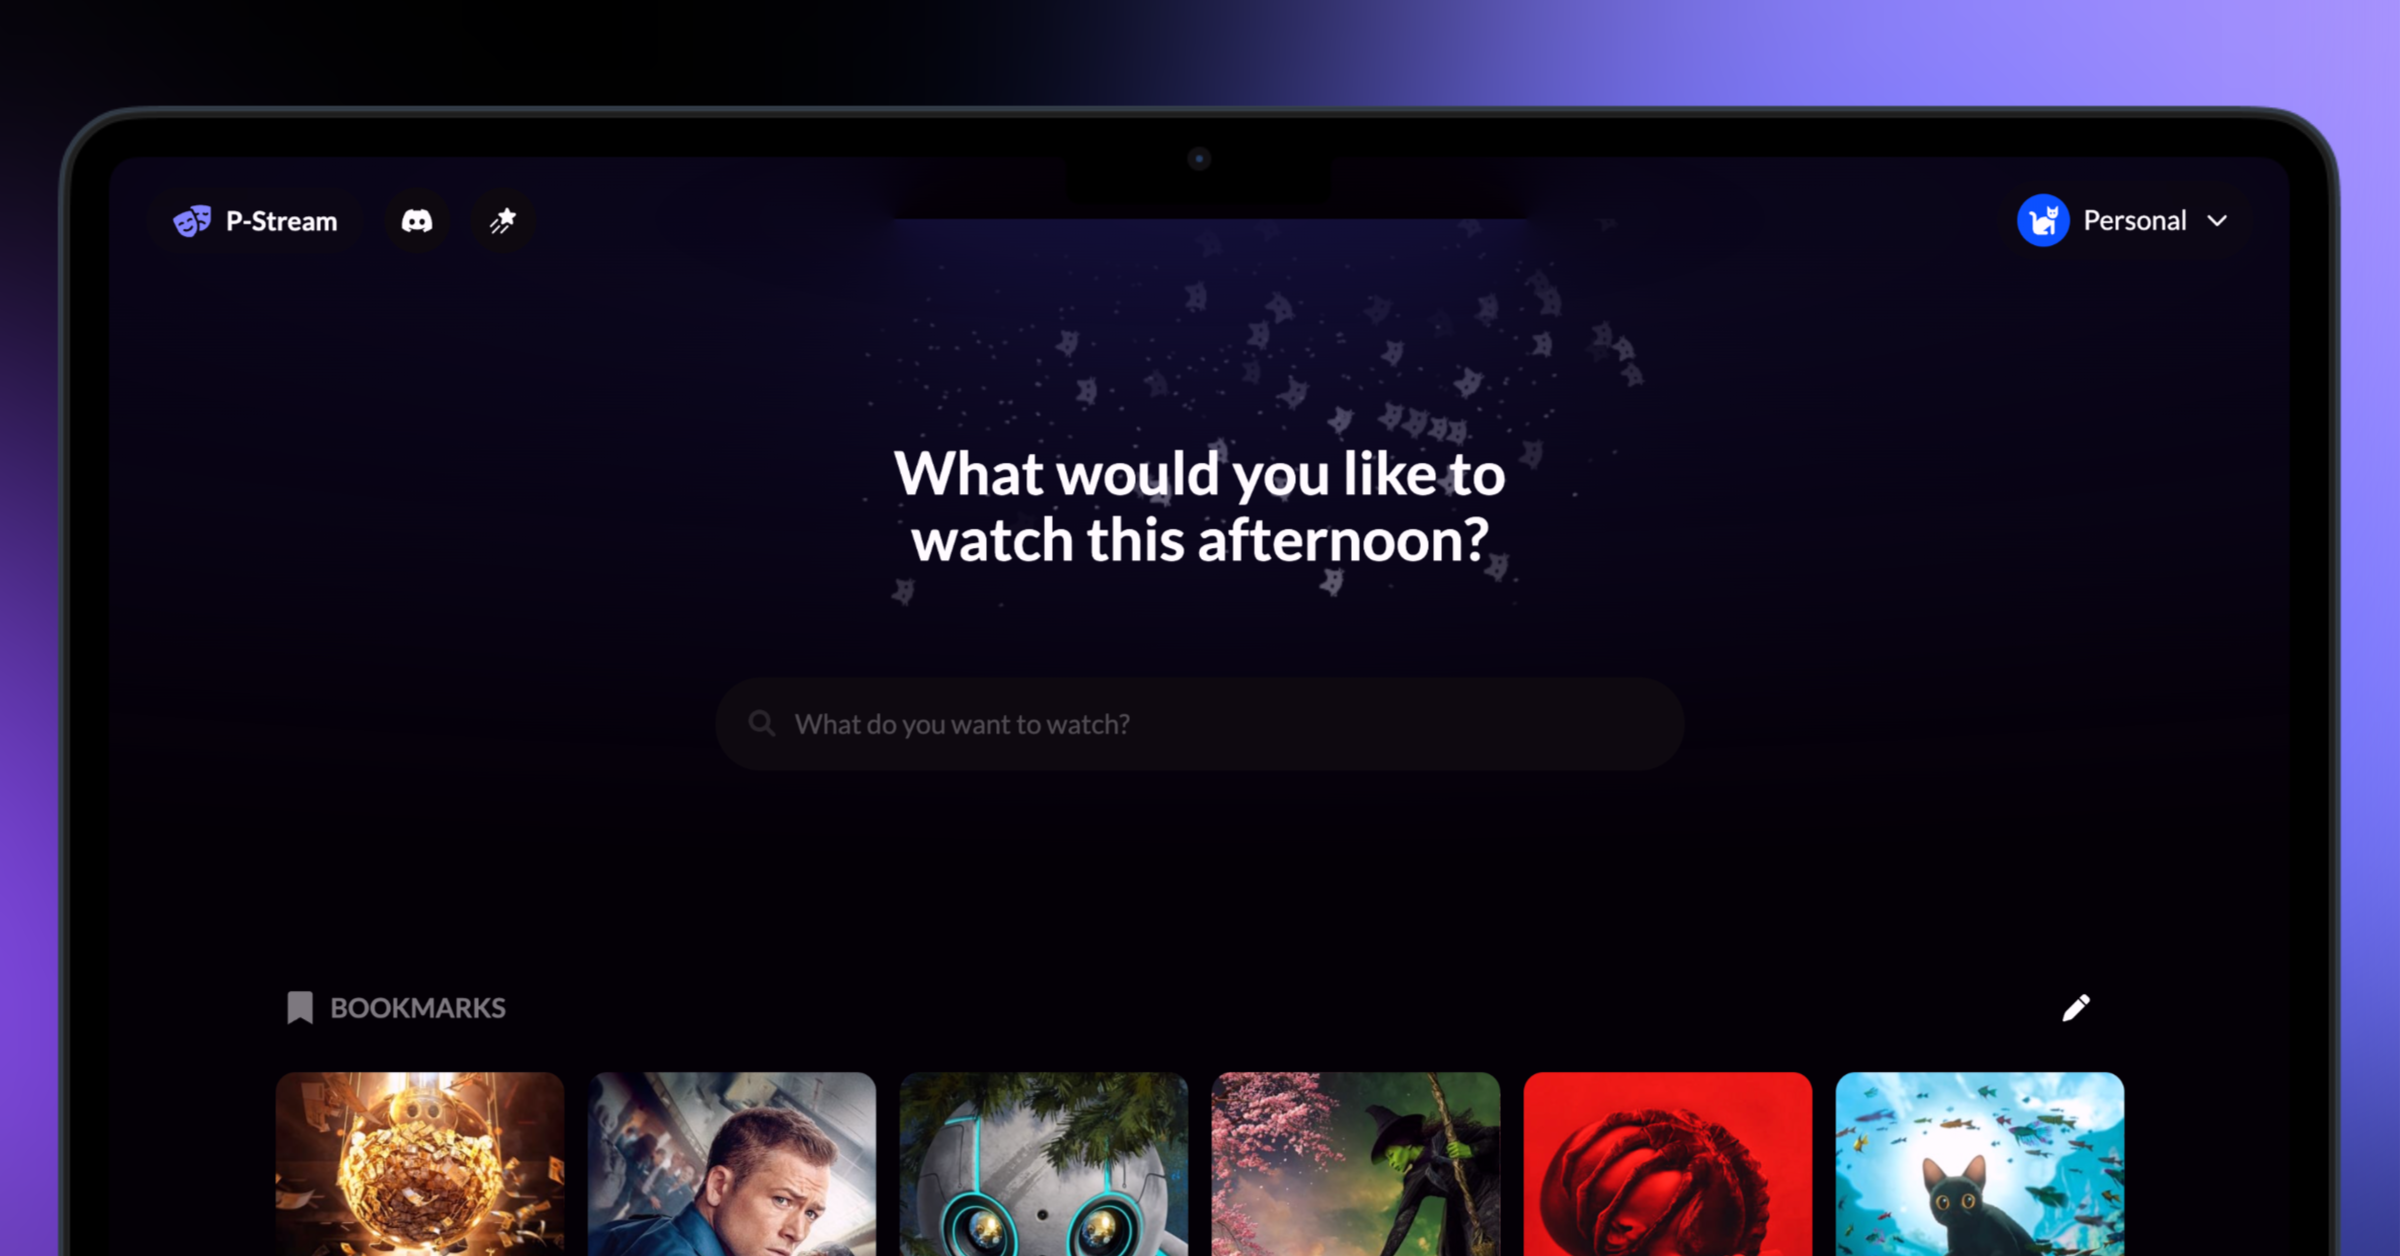 P-Stream
Personal
What would you like to
watch this afternoon?
What do you want to watch?
BOOKMARKS